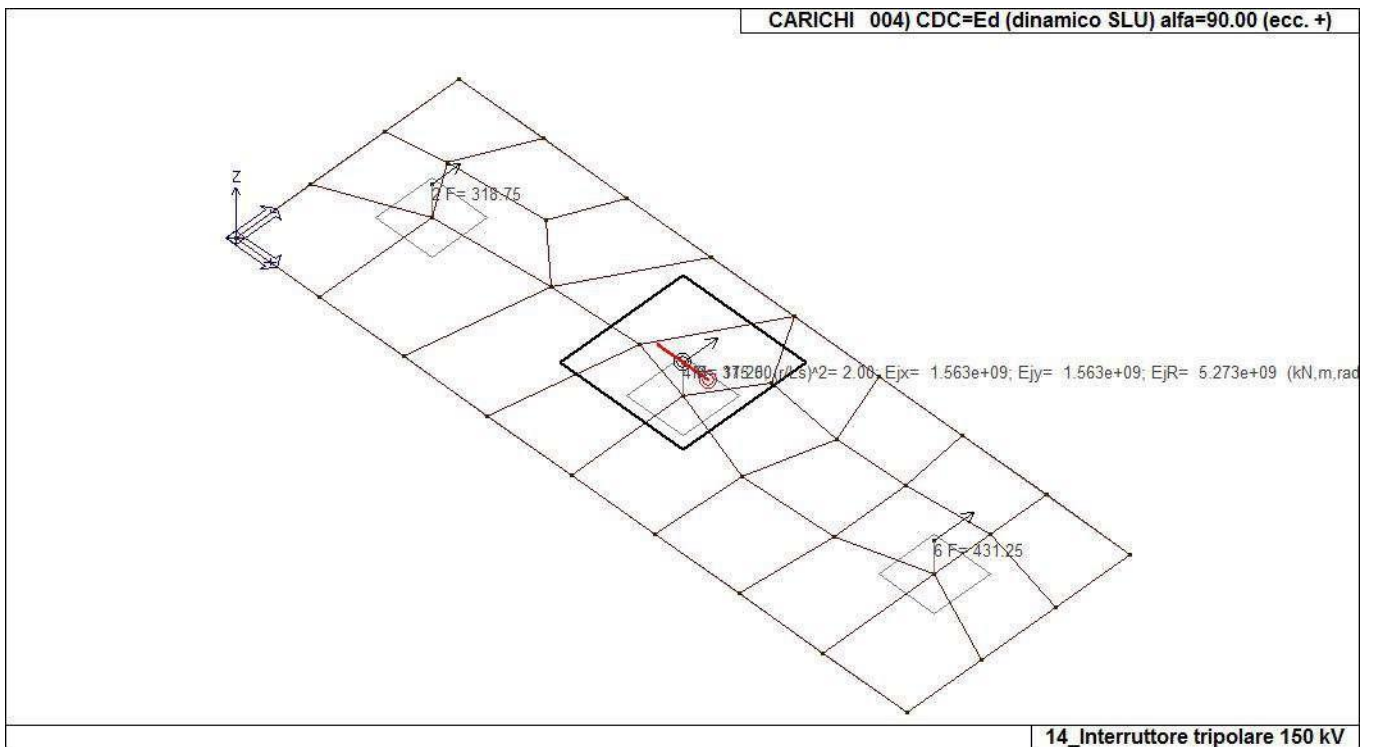 CARICHI 004) CDC=Ed (dinamico SLU) alfa=90.00 (ecc. +)
Z
2 F= 318.75
(r/Ls)^2= 2.00; Ejx= 1.563e+09; Ejy= 1.563e+09; EjR= 5.273e+09 (kN,m,rad
6 F= 431.25
14_Interruttore tripolare 150 kV